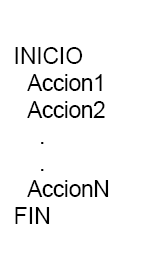 INICIO
Accion1
Accion2
.
.
AccionN
FIN